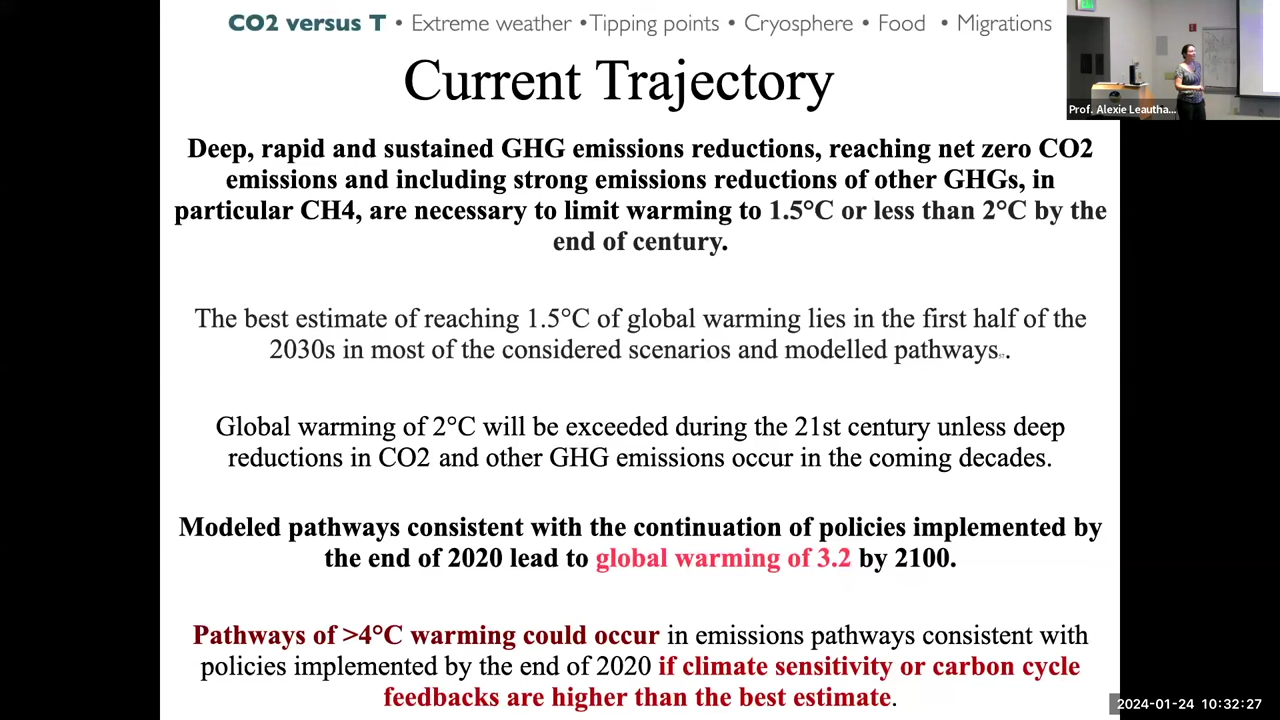 CO2 versus T • Extreme weather •Tipping points • Cryosphere • Food • Migrations
Current Trajectory
Prof. Alexie Leautha...
Deep, rapid and sustained GHG emissions reductions, reaching net zero CO2
emissions and including strong emissions reductions of other GHGs, in
particular CH4, are necessary to limit warming to 1.5°C or less than 2°C by the
end of century.
The best estimate of reaching 1.5°C of global warming lies in the first half of the
2030s in most of the considered scenarios and modelled pathways.
Global warming of 2°C will be exceeded during the 21st century unless deep
reductions in CO2 and other GHG emissions occur in the coming decades.
Modeled pathways consistent with the continuation of policies implemented by
the end of 2020 lead to global warming of 3.2 by 2100.
Pathways of >4°C warming could occur in emissions pathways consistent with
policies implemented by the end of 2020 if climate sensitivity or carbon cycle
feedbacks are higher than the best estimate.
2024-01-24 10:32:27